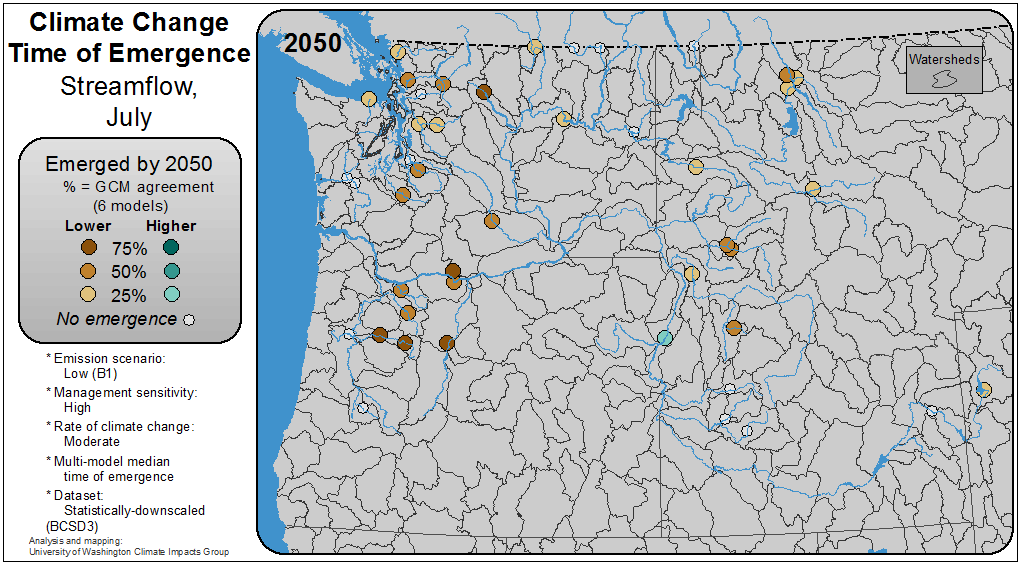 Climate Change
Time of Emergence
Streamflow,
July
Emerged by 2050
% = GCM agreement
(6 models)
Lower Higher
75%
50%
25%
No emergence
* Emission scenario:
Low (B1)
* Management sensitivity:
High
* Rate of climate change:
Moderate
* Multi-model median
time of emergence
* Dataset:
Statistically-downscaled
(BCSD3)
Analysis and mapping:
University of Washington Climate Impacts Group
2050
Watersheds